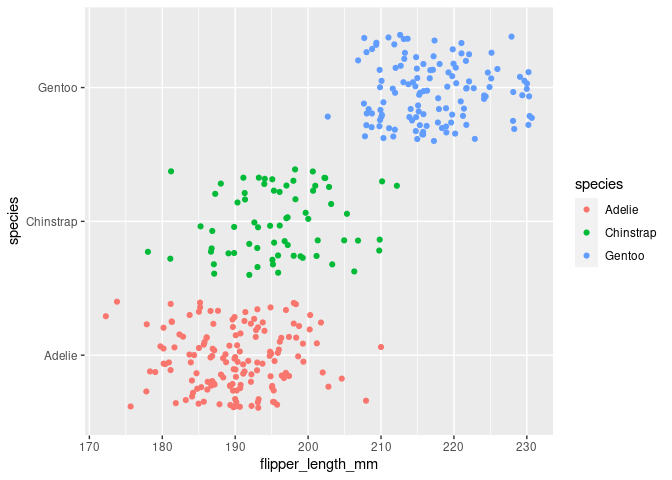 species
Gentoo
Chinstrap
Adelie
170 180 190 200 210 220 230
flipper_length_mm
species
Adelie
Chinstrap
Gentoo